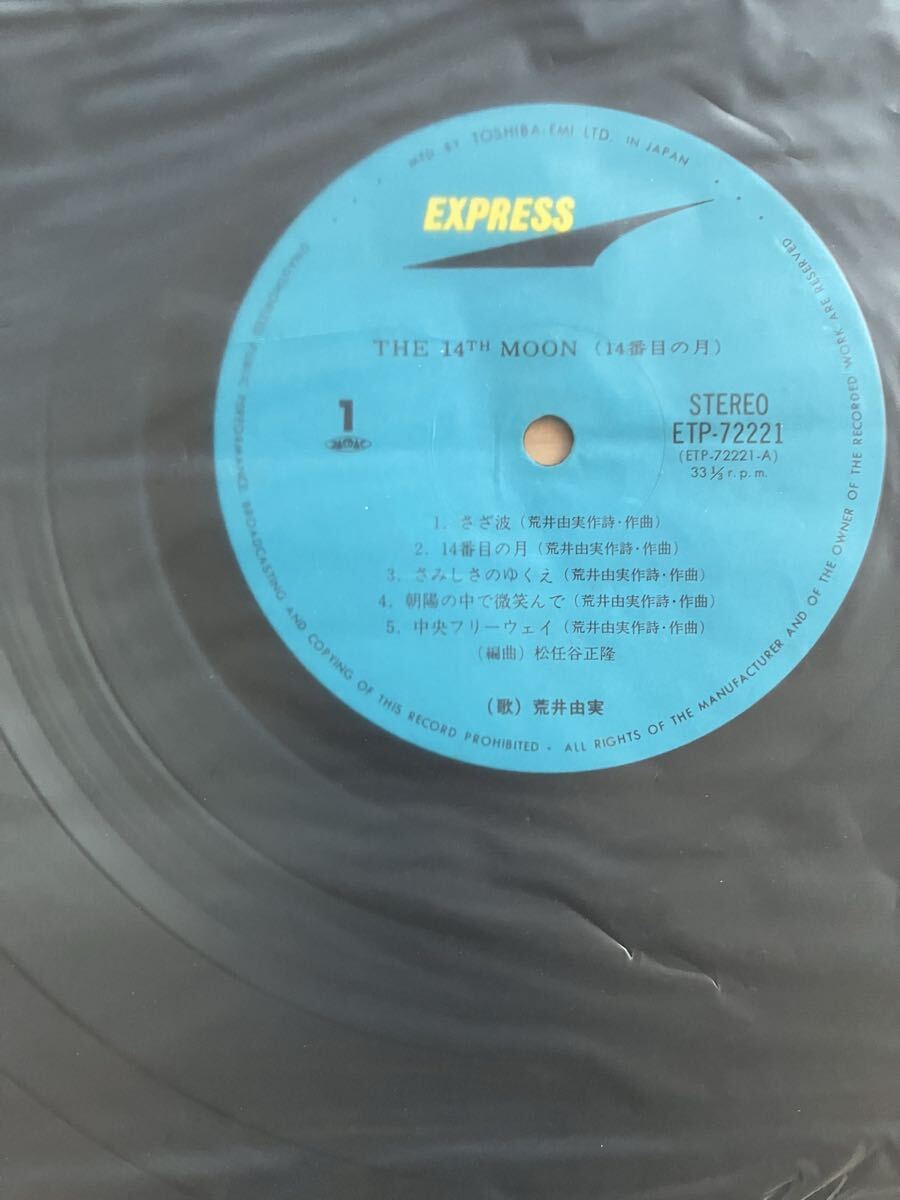 MFD. BY TOSHIBA-EMI LTD. IN JAPAN
EXPRESS
THE 14TH MOON (14番目の月)
1
JASRAC
STEREO
ETP-72221
(ETP-72221-A)
33 1/3 r.p.m.
1. さざ波 (荒井由実作詩・作曲)
2. 14番目の月 (荒井由実作詩・作曲)
3. さみしさのゆくえ (荒井由実作詩・作曲)
4. 朝陽の中で微笑んで (荒井由実作詩・作曲)
5. 中央フリーウェイ (荒井由実作詩・作曲)
(編曲) 松任谷正隆
(歌) 荒井由実
UNAUTHORIZED PUBLIC PERFORMANCE, BROADCASTING AND COPYING OF THIS RECORD PROHIBITED - ALL RIGHTS OF THE MANUFACTURER AND OF THE OWNER OF THE RECORDED WORK ARE RESERVED